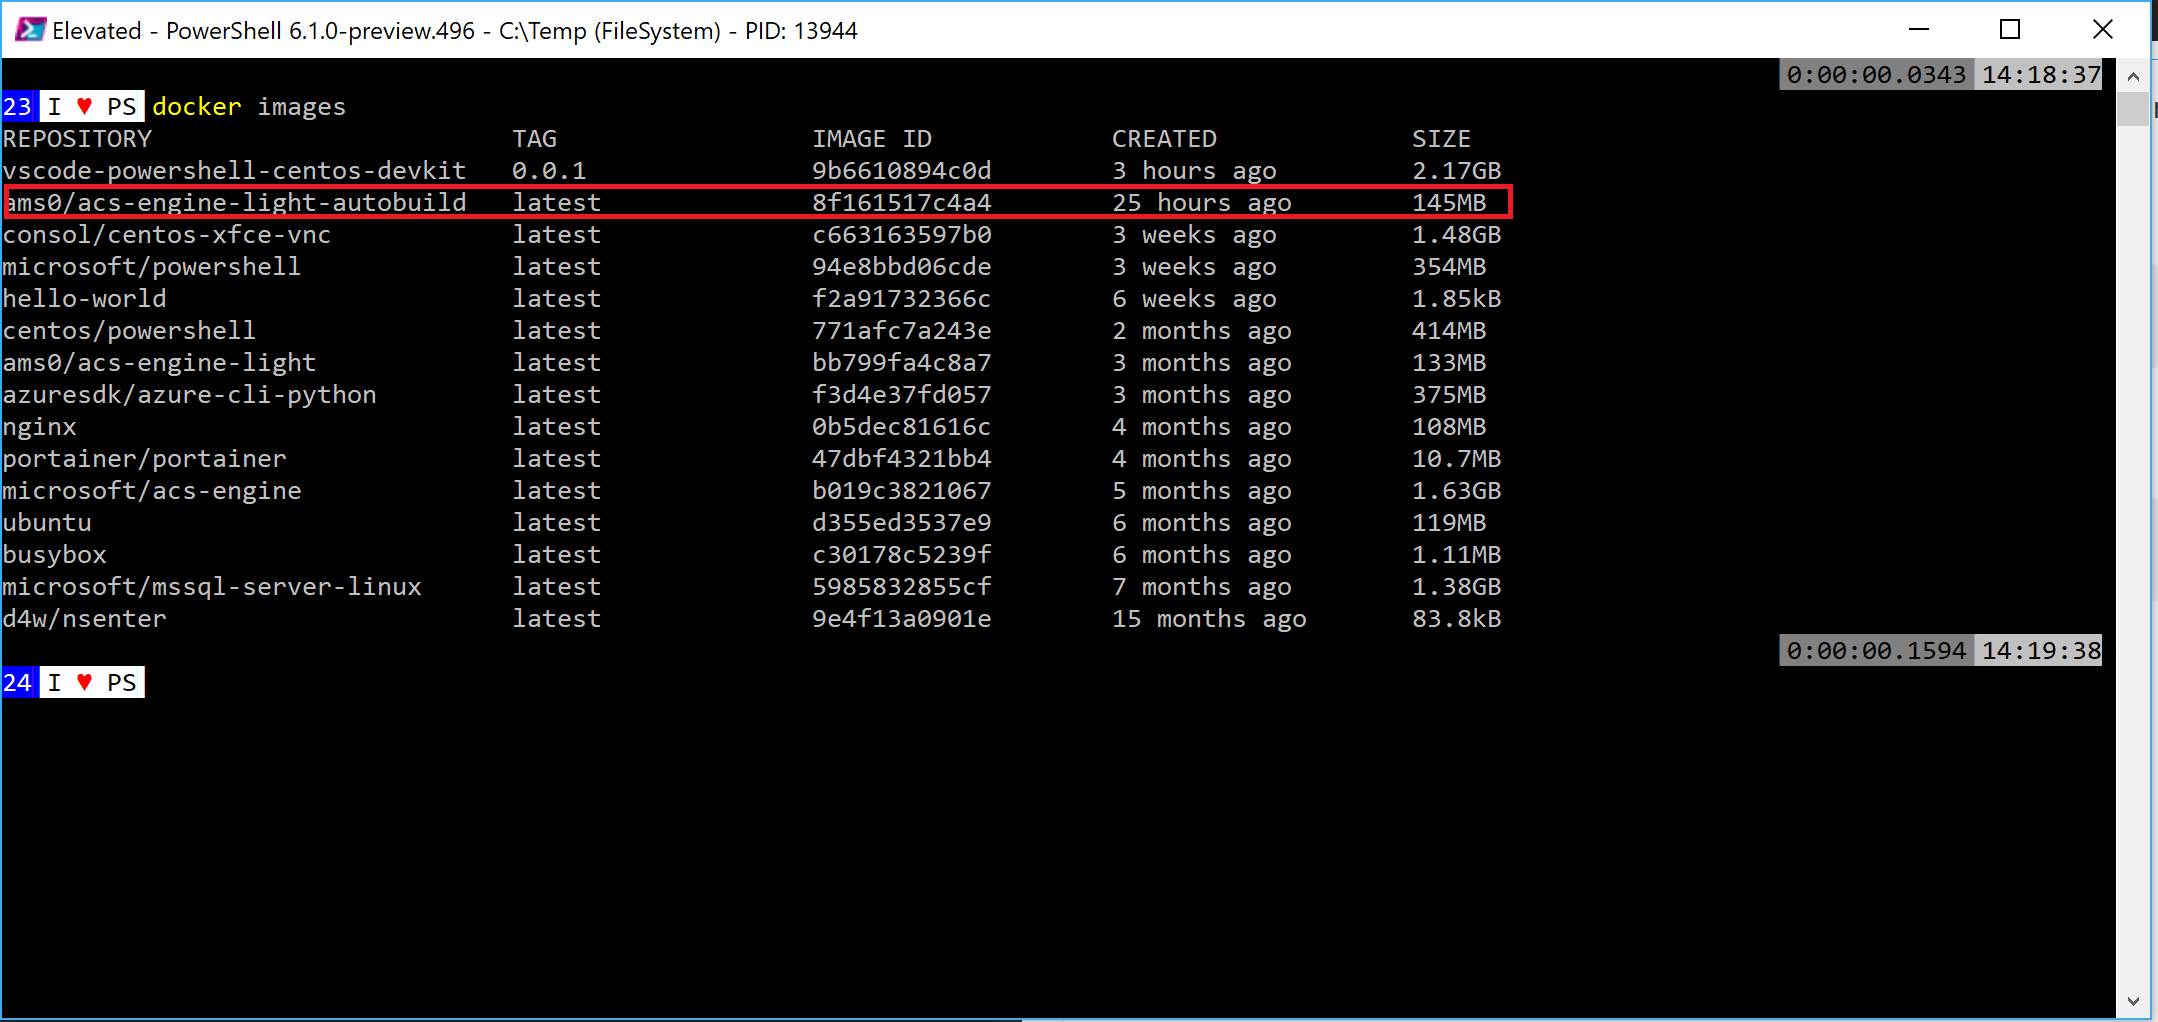 Elevated - PowerShell 6.1.0-preview.496 - C:\Temp (FileSystem) - PID: 13944
0:00:00.0343 14:18:37
23 I ♥ PS docker images
REPOSITORY TAG IMAGE ID CREATED SIZE
vscode-powershell-centos-devkit 0.0.1 9b6610894c0d 3 hours ago 2.17GB
ams0/acs-engine-light-autobuild latest 8f161517c4a4 25 hours ago 145MB
consol/centos-xfce-vnc latest c663163597b0 3 weeks ago 1.48GB
microsoft/powershell latest 94e8bbd06cde 3 weeks ago 354MB
hello-world latest f2a91732366c 6 weeks ago 1.85kB
centos/powershell latest 771afc7a243e 2 months ago 414MB
ams0/acs-engine-light latest bb799fa4c8a7 3 months ago 133MB
azuresdk/azure-cli-python latest f3d4e37fd057 3 months ago 375MB
nginx latest 0b5dec81616c 4 months ago 108MB
portainer/portainer latest 47dbf4321bb4 4 months ago 10.7MB
microsoft/acs-engine latest b019c3821067 5 months ago 1.63GB
ubuntu latest d355ed3537e9 6 months ago 119MB
busybox latest c30178c5239f 6 months ago 1.11MB
microsoft/mssql-server-linux latest 5985832855cf 7 months ago 1.38GB
d4w/nsenter latest 9e4f13a0901e 15 months ago 83.8kB
0:00:00.1594 14:19:38
24 I ♥ PS